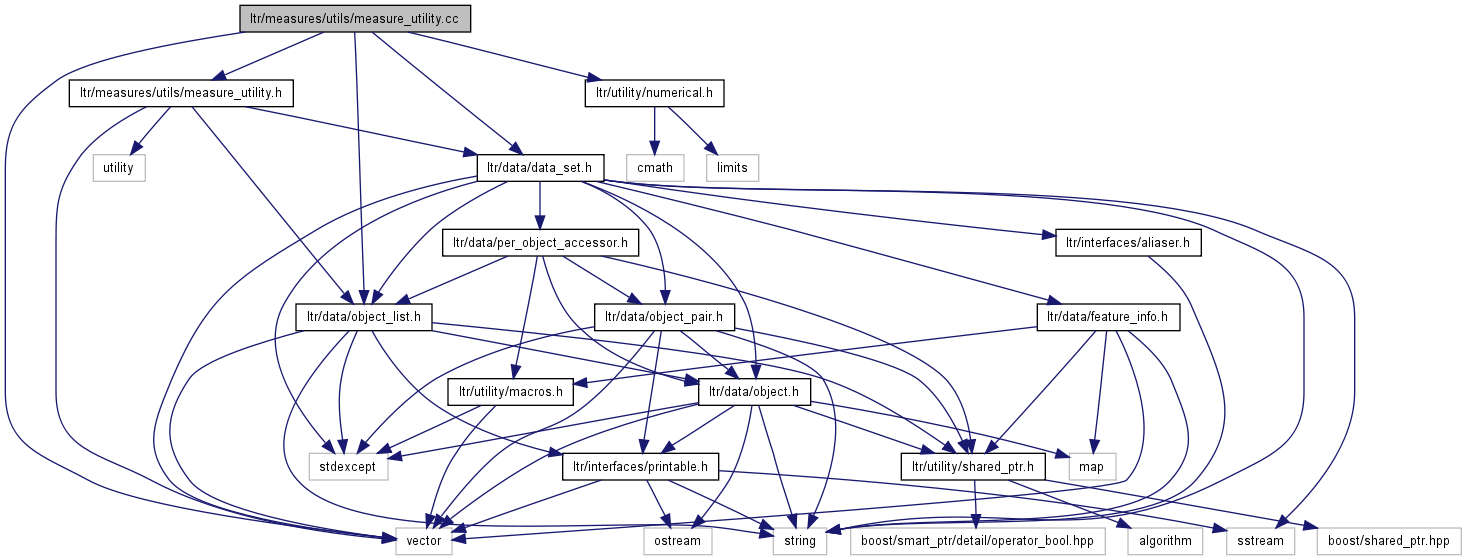 ltr/measures/utils/measure_utility.cc
ltr/measures/utils/measure_utility.h
ltr/utility/numerical.h
utility
ltr/data/data_set.h
cmath
limits
ltr/data/per_object_accessor.h
ltr/interfaces/aliaser.h
ltr/data/object_list.h
ltr/data/object_pair.h
ltr/data/feature_info.h
ltr/utility/macros.h
ltr/data/object.h
stdexcept
ltr/interfaces/printable.h
ltr/utility/shared_ptr.h
map
vector
ostream
string
boost/smart_ptr/detail/operator_bool.hpp
algorithm
sstream
boost/shared_ptr.hpp